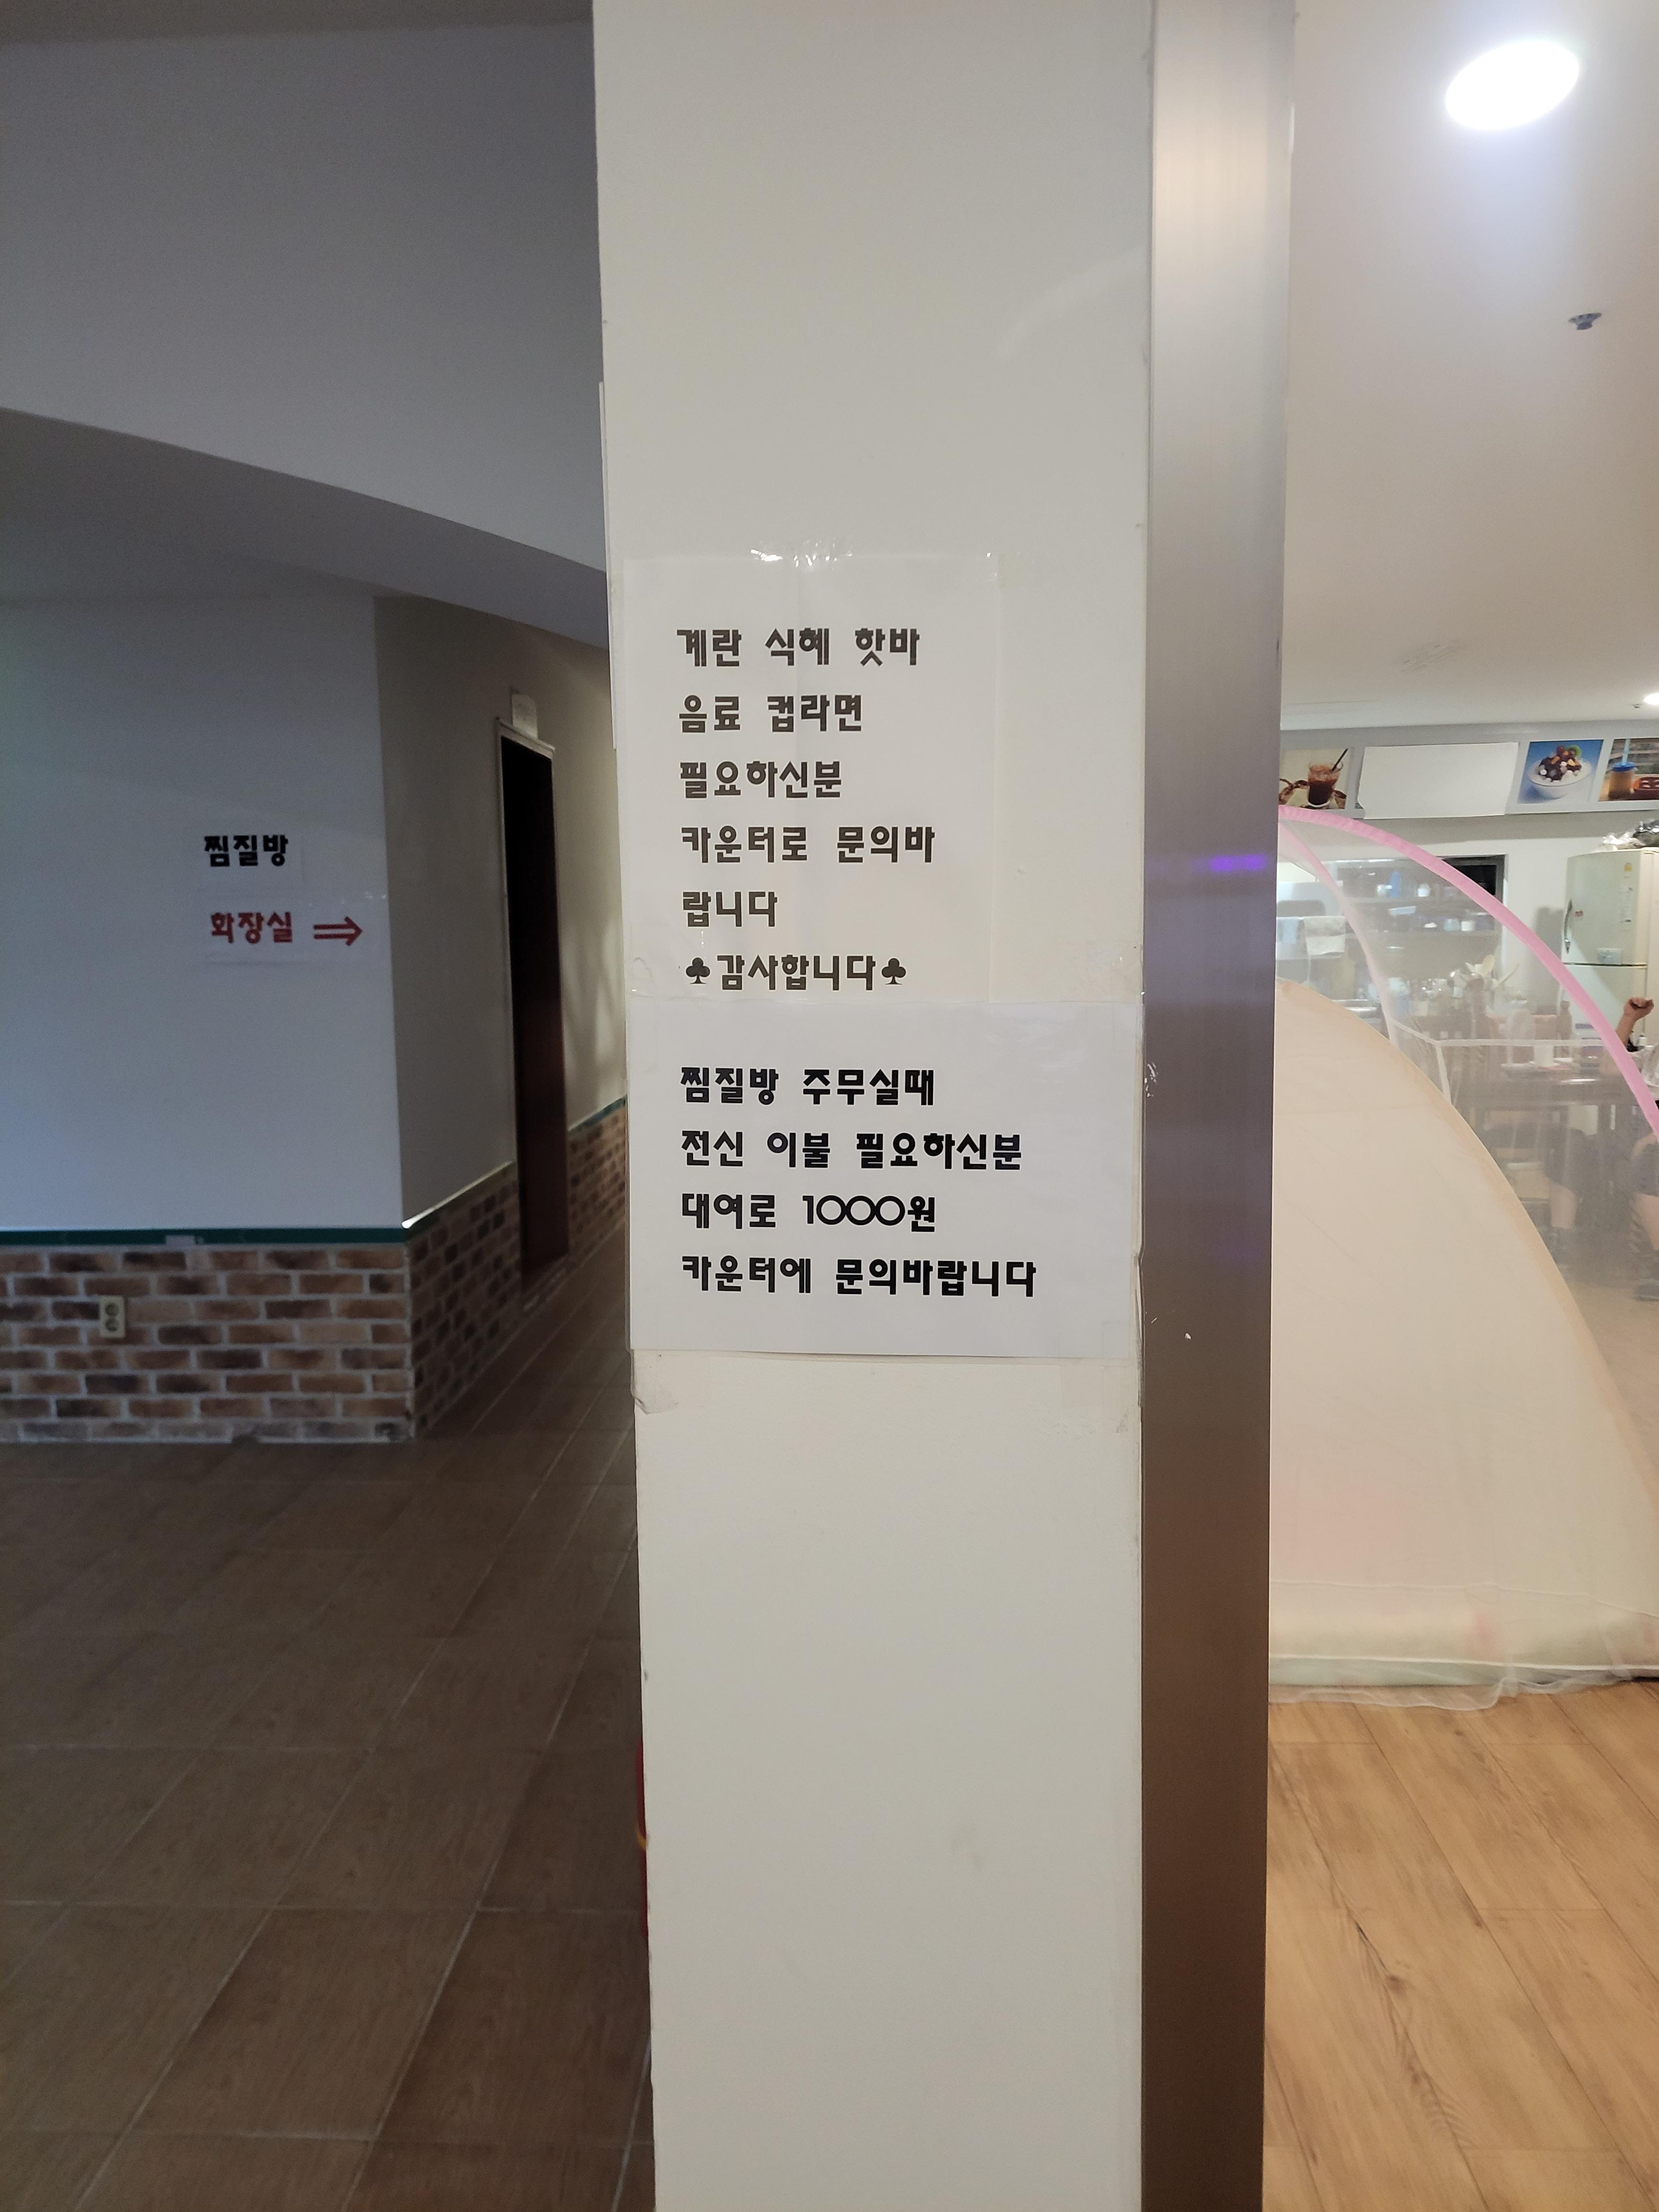 찜질방
화장실 ⇒
계란 식혜 핫바
음료 컵라면
필요하신분
카운터로 문의바
랍니다
♣감사합니다♣
찜질방 주무실때
전신 이불 필요하신분
대여로 1000원
카운터에 문의바랍니다